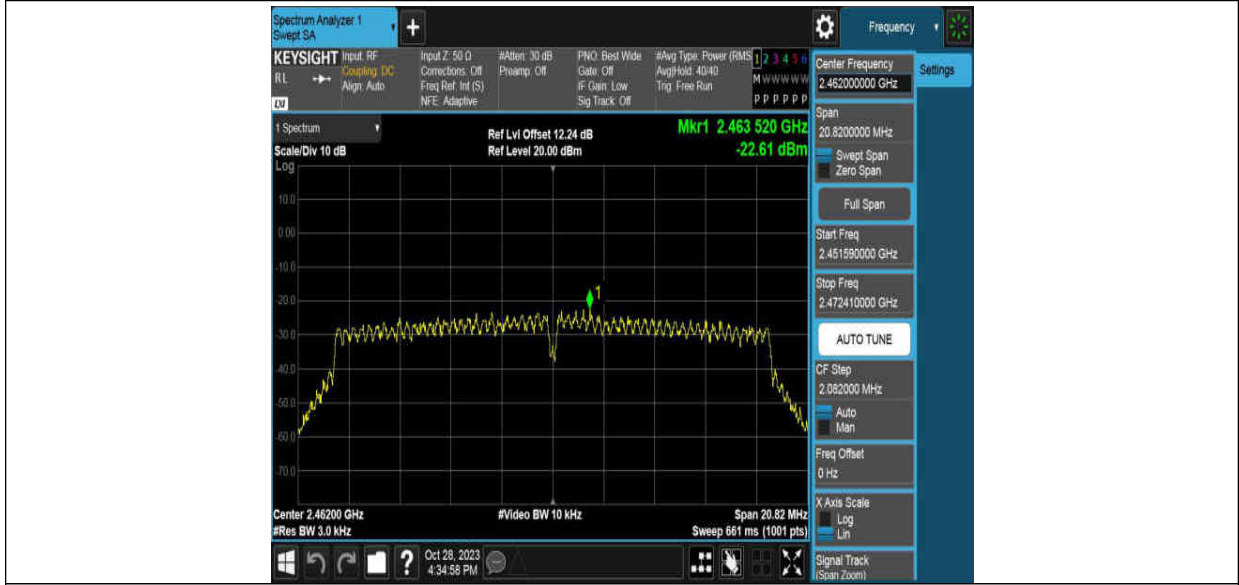 Spectrum Analyzer 1
Swept SA
+
Frequency
KEYSIGHT
RL
LXI
Input: RF
Coupling: DC
Align: Auto
Input Z: 50 Ω
Corrections: Off
Freq Ref: Int (S)
NFE: Adaptive
#Atten: 30 dB
Preamp: Off
PNO: Best Wide
Gate: Off
IF Gain: Low
Sig Track: Off
#Avg Type: Power (RMS
Avg|Hold: 40/40
Trig: Free Run
1 2 3 4 5 6
M W W W W W
P P P P P P
1 Spectrum
Scale/Div 10 dB
Log
Ref Lvl Offset 12.24 dB
Ref Level 20.00 dBm
Mkr1 2.463 520 GHz
-22.61 dBm
10.0
0.00
-10.0
1
-20.0
-30.0
-40.0
-50.0
-60.0
-70.0
Center 2.46200 GHz
#Res BW 3.0 kHz
#Video BW 10 kHz
Span 20.82 MHz
Sweep 661 ms (1001 pts)
?
Oct 28, 2023
4:34:58 PM
Center Frequency
2.462000000 GHz
Settings
Span
20.8200000 MHz
Swept Span
Zero Span
Full Span
Start Freq
2.451590000 GHz
Stop Freq
2.472410000 GHz
AUTO TUNE
CF Step
2.082000 MHz
Auto
Man
Freq Offset
0 Hz
X Axis Scale
Log
Lin
Signal Track
(Span Zoom)